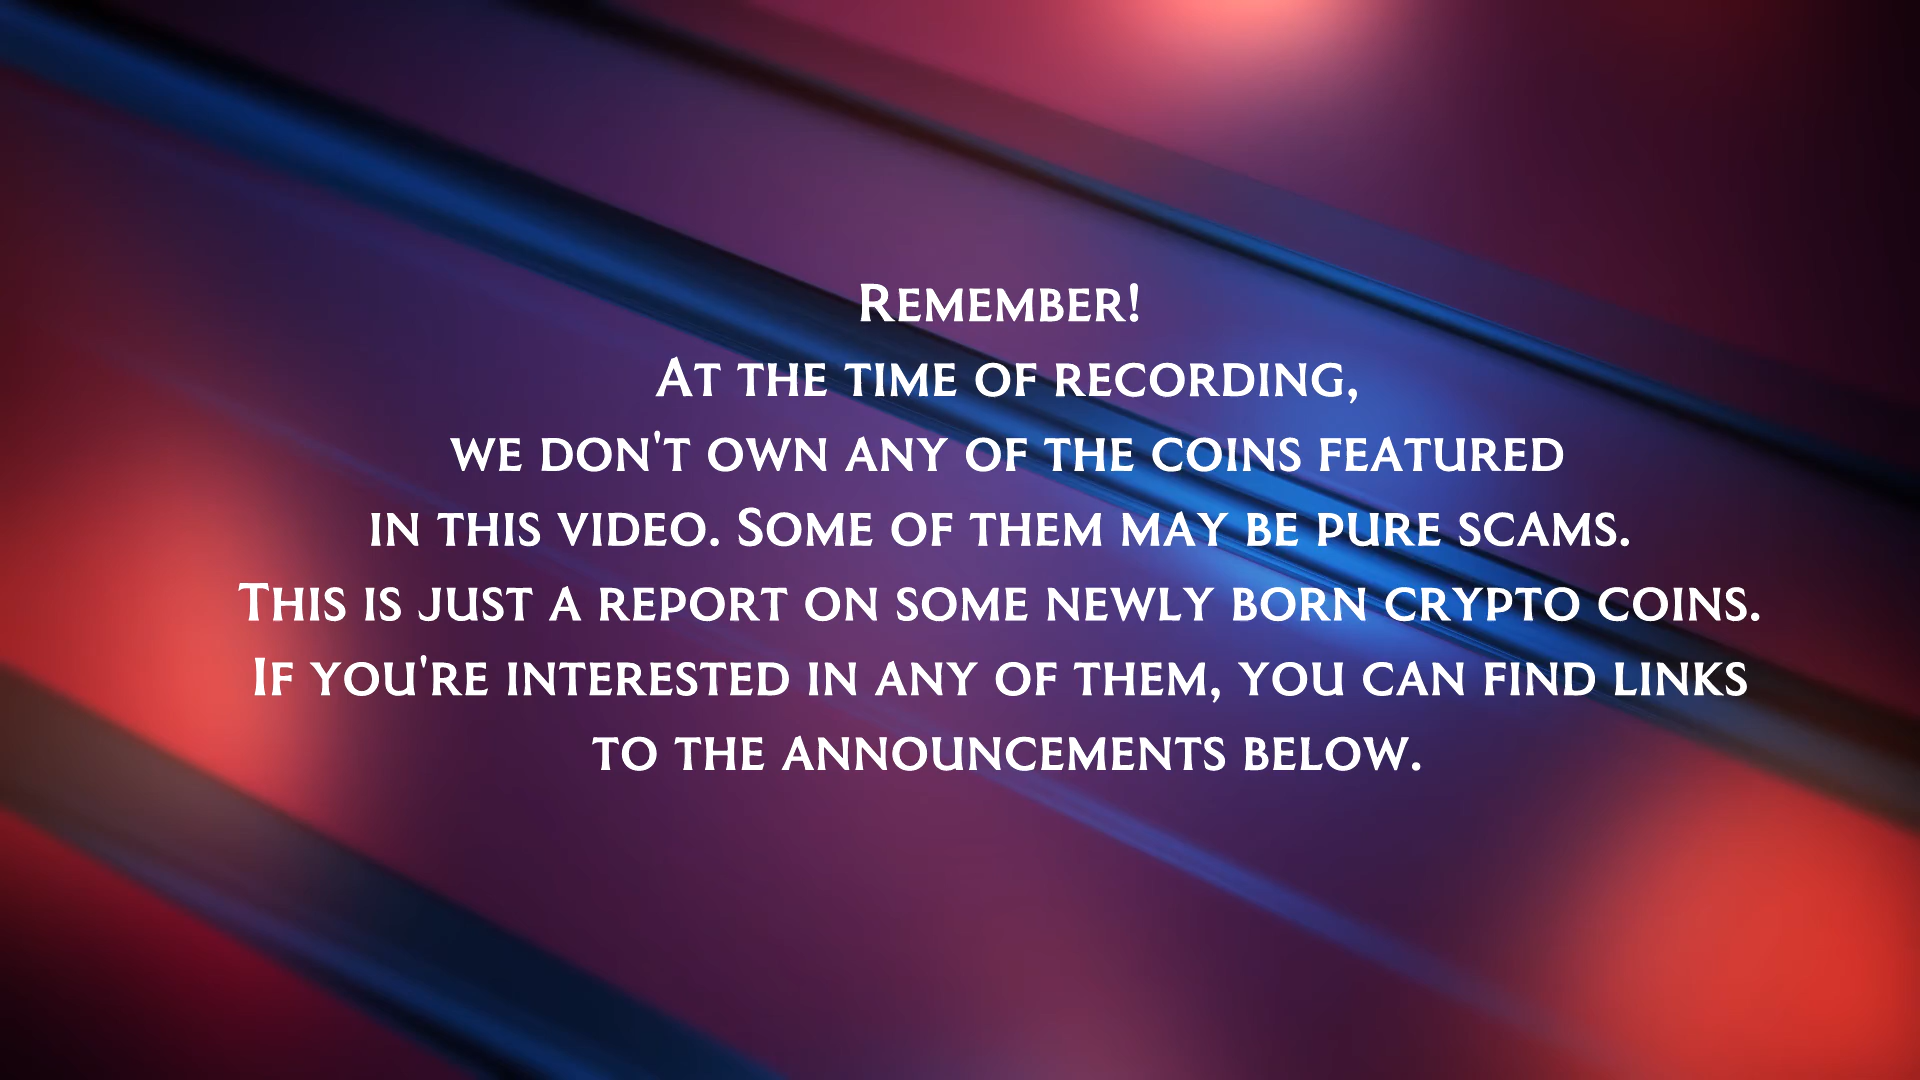 Remember!
At the time of recording,
we don't own any of the coins featured
in this video. Some of them may be pure scams.
This is just a report on some newly born crypto coins.
If you're interested in any of them, you can find links
to the announcements below.